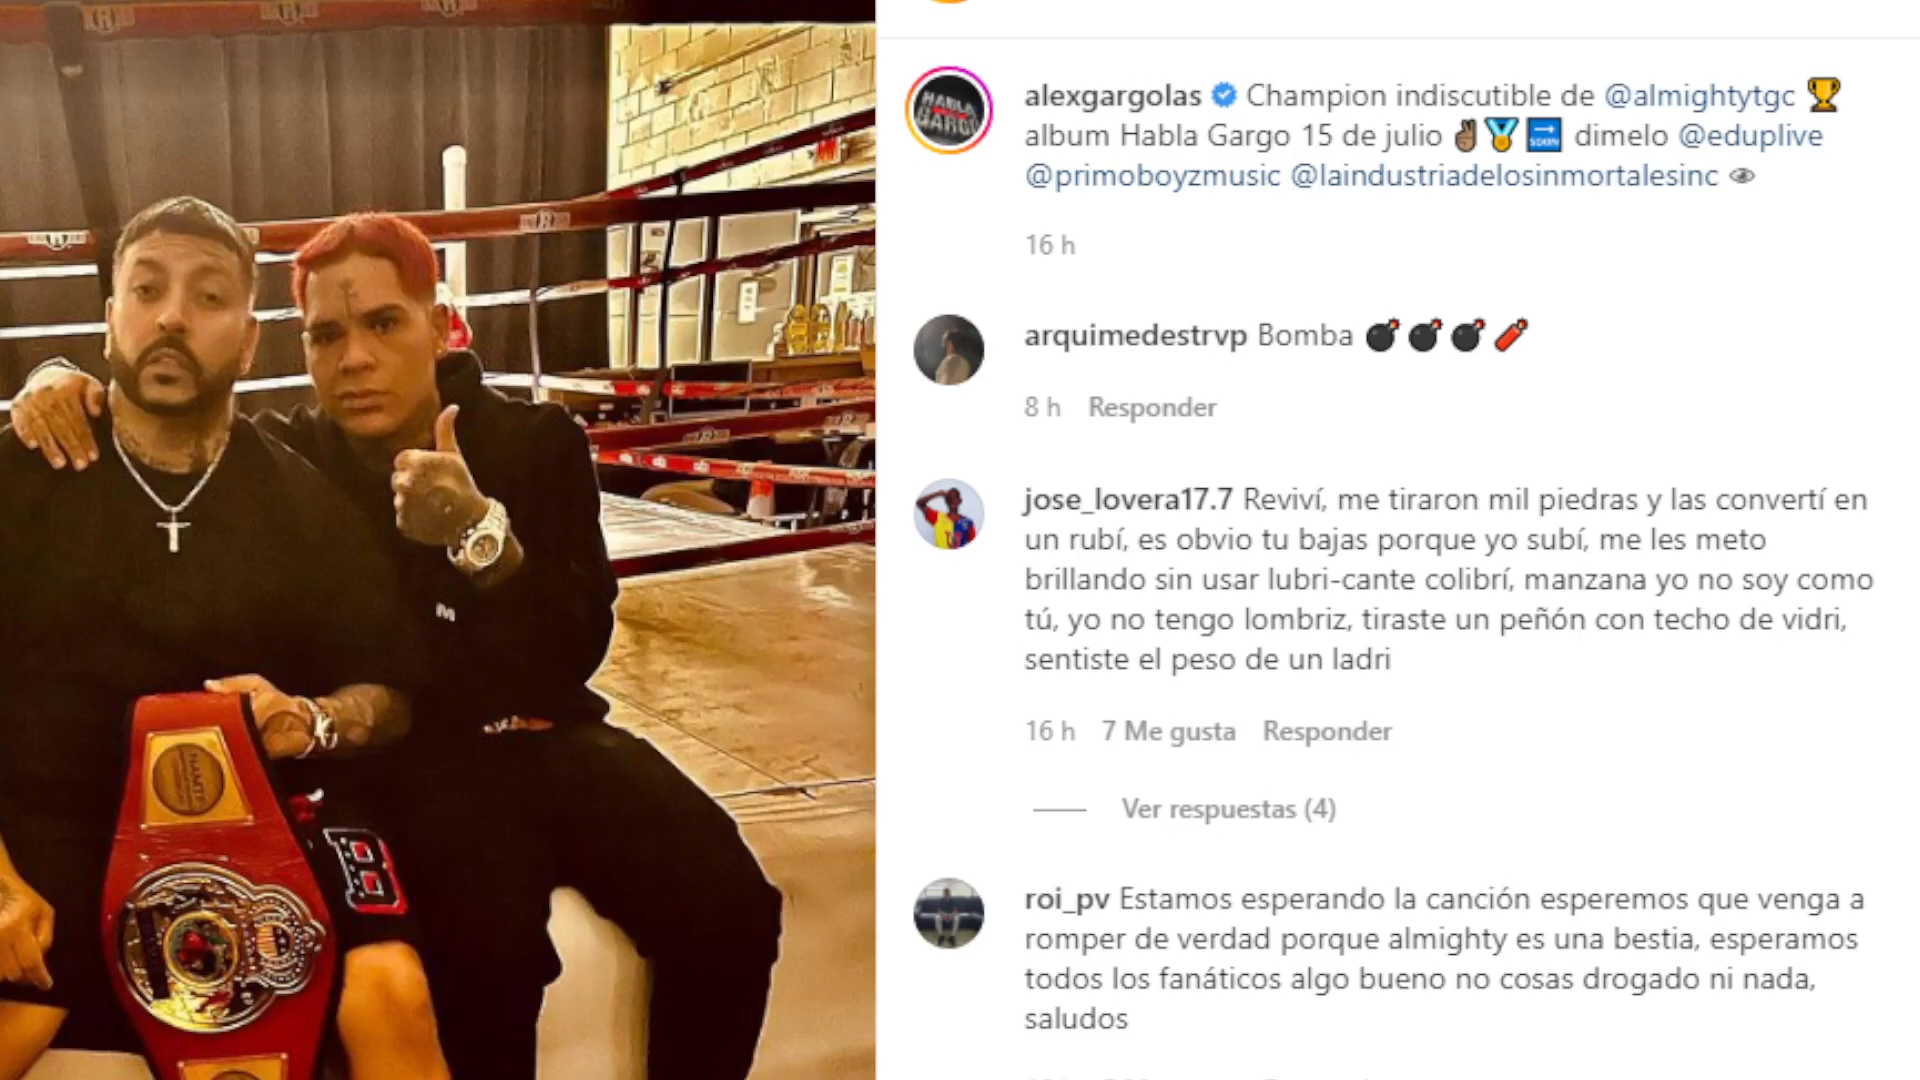 alexgargolas Champion indiscutible de @almightytgc 🏆
album Habla Gargo 15 de julio ✌🏾🏅🔜 dimelo @eduplive
@primoboyzmusic @laindustriadelosinmortalesinc 👁
16 h
arquimedestrvp Bomba 💣💣💣🧨
8 h Responder
jose_lovera17.7 Reviví, me tiraron mil piedras y las convertí en
un rubí, es obvio tu bajas porque yo subí, me les meto
brillando sin usar lubri-cante colibrí, manzana yo no soy como
tú, yo no tengo lombriz, tiraste un peñón con techo de vidri,
sentiste el peso de un ladri
16 h 7 Me gusta Responder
Ver respuestas (4)
roi_pv Estamos esperando la canción esperemos que venga a
romper de verdad porque almighty es una bestia, esperamos
todos los fanáticos algo bueno no cosas drogado ni nada,
saludos
HABLA
GARGO
NAMTF
M
B